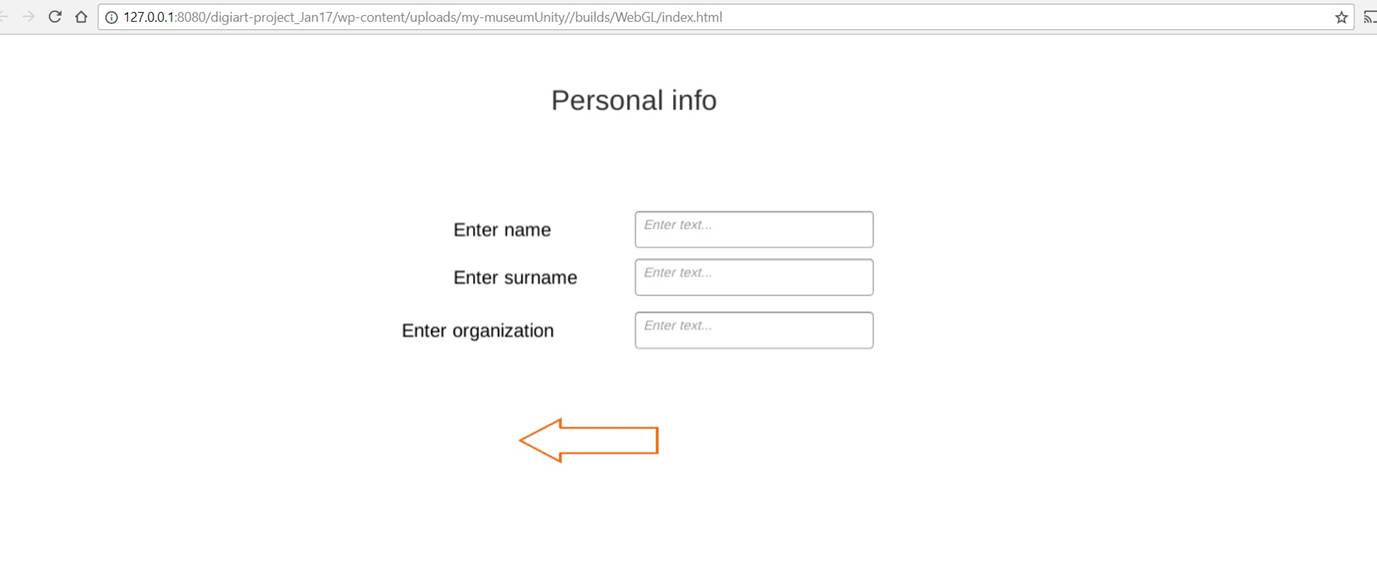 127.0.0.1:8080/digiart-project_Jan17/wp-content/uploads/my-museumUnity//builds/WebGL/index.html
Personal info
Enter name Enter text...
Enter surname Enter text...
Enter organization Enter text...